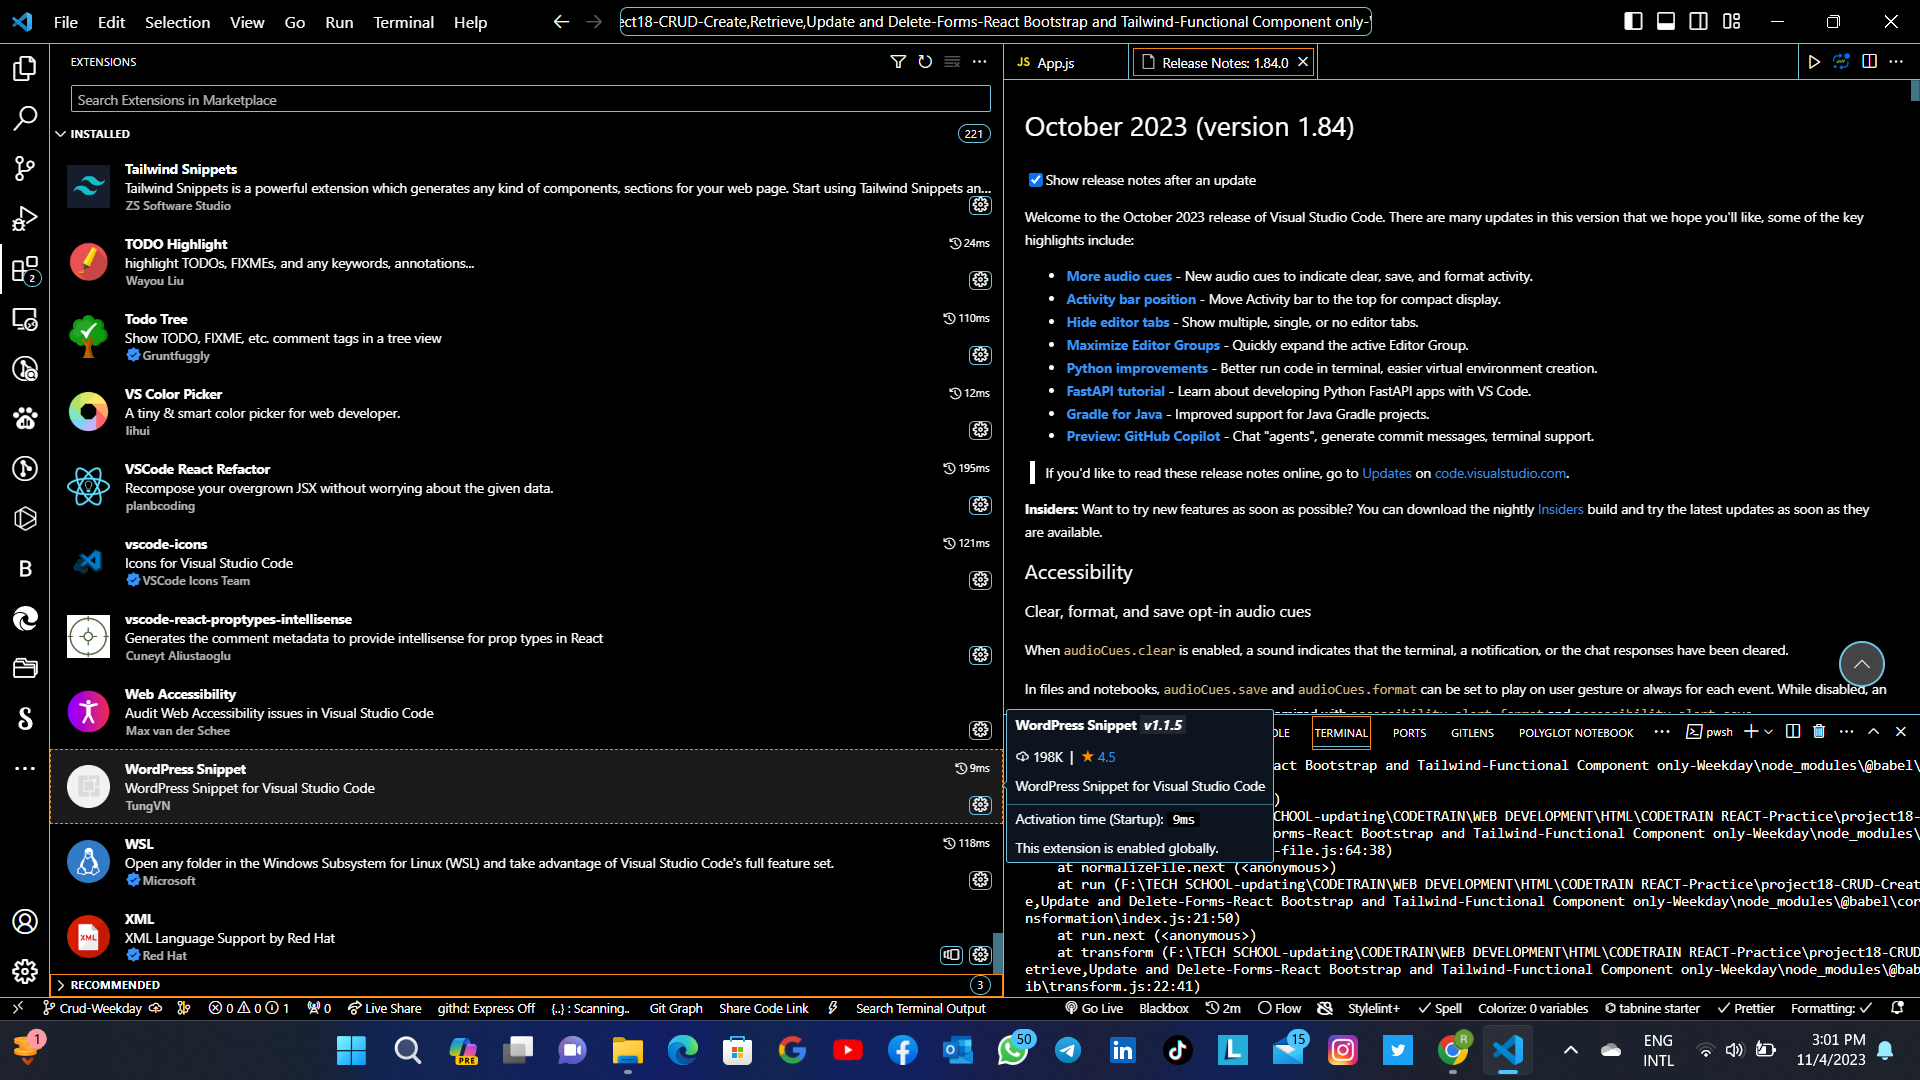 File Edit Selection View Go Run Terminal Help
ect18-CRUD-Create,Retrieve,Update and Delete-Forms-React Bootstrap and Tailwind-Functional Component only-
EXTENSIONS
Search Extensions in Marketplace
INSTALLED
221
Tailwind Snippets
Tailwind Snippets is a powerful extension which generates any kind of components, sections for your web page. Start using Tailwind Snippets an...
ZS Software Studio
TODO Highlight
24ms
highlight TODOs, FIXMEs, and any keywords, annotations...
Wayou Liu
Todo Tree
110ms
Show TODO, FIXME, etc. comment tags in a tree view
Gruntfuggly
VS Color Picker
12ms
A tiny & smart color picker for web developer.
lihui
VSCode React Refactor
195ms
Recompose your overgrown JSX without worrying about the given data.
planbcoding
vscode-icons
121ms
Icons for Visual Studio Code
VSCode Icons Team
vscode-react-proptypes-intellisense
Generates the comment metadata to provide intellisense for prop types in React
Cuneyt Aliustaoglu
Web Accessibility
Audit Web Accessibility issues in Visual Studio Code
Max van der Schee
WordPress Snippet
9ms
WordPress Snippet for Visual Studio Code
TungVN
WSL
118ms
Open any folder in the Windows Subsystem for Linux (WSL) and take advantage of Visual Studio Code's full feature set.
Microsoft
XML
XML
XML Language Support by Red Hat
Red Hat
RECOMMENDED
3
2
B
JS App.js
Release Notes: 1.84.0
October 2023 (version 1.84)
Show release notes after an update
Welcome to the October 2023 release of Visual Studio Code. There are many updates in this version that we hope you'll like, some of the key
highlights include:
• More audio cues - New audio cues to indicate clear, save, and format activity.
• Activity bar position - Move Activity bar to the top for compact display.
• Hide editor tabs - Show multiple, single, or no editor tabs.
• Maximize Editor Groups - Quickly expand the active Editor Group.
• Python improvements - Better run code in terminal, easier virtual environment creation.
• FastAPI tutorial - Learn about developing Python FastAPI apps with VS Code.
• Gradle for Java - Improved support for Java Gradle projects.
• Preview: GitHub Copilot - Chat "agents", generate commit messages, terminal support.
If you'd like to read these release notes online, go to Updates on code.visualstudio.com.
Insiders: Want to try new features as soon as possible? You can download the nightly Insiders build and try the latest updates as soon as they
are available.
Accessibility
Clear, format, and save opt-in audio cues
When audioCues.clear is enabled, a sound indicates that the terminal, a notification, or the chat responses have been cleared.
In files and notebooks, audioCues.save and audioCues.format can be set to play on user gesture or always for each event. While disabled, an
WordPress Snippet v1.1.5
198K | ★ 4.5
WordPress Snippet for Visual Studio Code
Activation time (Startup): 9ms
This extension is enabled globally.
OLE TERMINAL PORTS GITLENS POLYGLOT NOTEBOOK ... pwsh
act Bootstrap and Tailwind-Functional Component only-Weekday\node_modules\@babel\
)
CHOOL-updating\CODETRAIN\WEB DEVELOPMENT\HTML\CODETRAIN REACT-Practice\project18-
orms-React Bootstrap and Tailwind-Functional Component only-Weekday\node_modules\
-file.js:64:38)
at normalizeFile.next (<anonymous>)
at run (F:\TECH SCHOOL-updating\CODETRAIN\WEB DEVELOPMENT\HTML\CODETRAIN REACT-Practice\project18-CRUD-Creat
e,Update and Delete-Forms-React Bootstrap and Tailwind-Functional Component only-Weekday\node_modules\@babel\cor
nsformation\index.js:21:50)
at run.next (<anonymous>)
at transform (F:\TECH SCHOOL-updating\CODETRAIN\WEB DEVELOPMENT\HTML\CODETRAIN REACT-Practice\project18-CRUD
etrieve,Update and Delete-Forms-React Bootstrap and Tailwind-Functional Component only-Weekday\node_modules\@bab
ib\transform.js:22:41)
Crud-Weekday 0 0 1 0 Live Share githd: Express Off {..} : Scanning.. Git Graph Share Code Link Search Terminal Output Go Live Blackbox 2m Flow Stylelint+ Spell Colorize: 0 variables tabnine starter Prettier Formating:
1
PRE
50
15
L
R
ENG
INTL
3:01 PM
11/4/2023